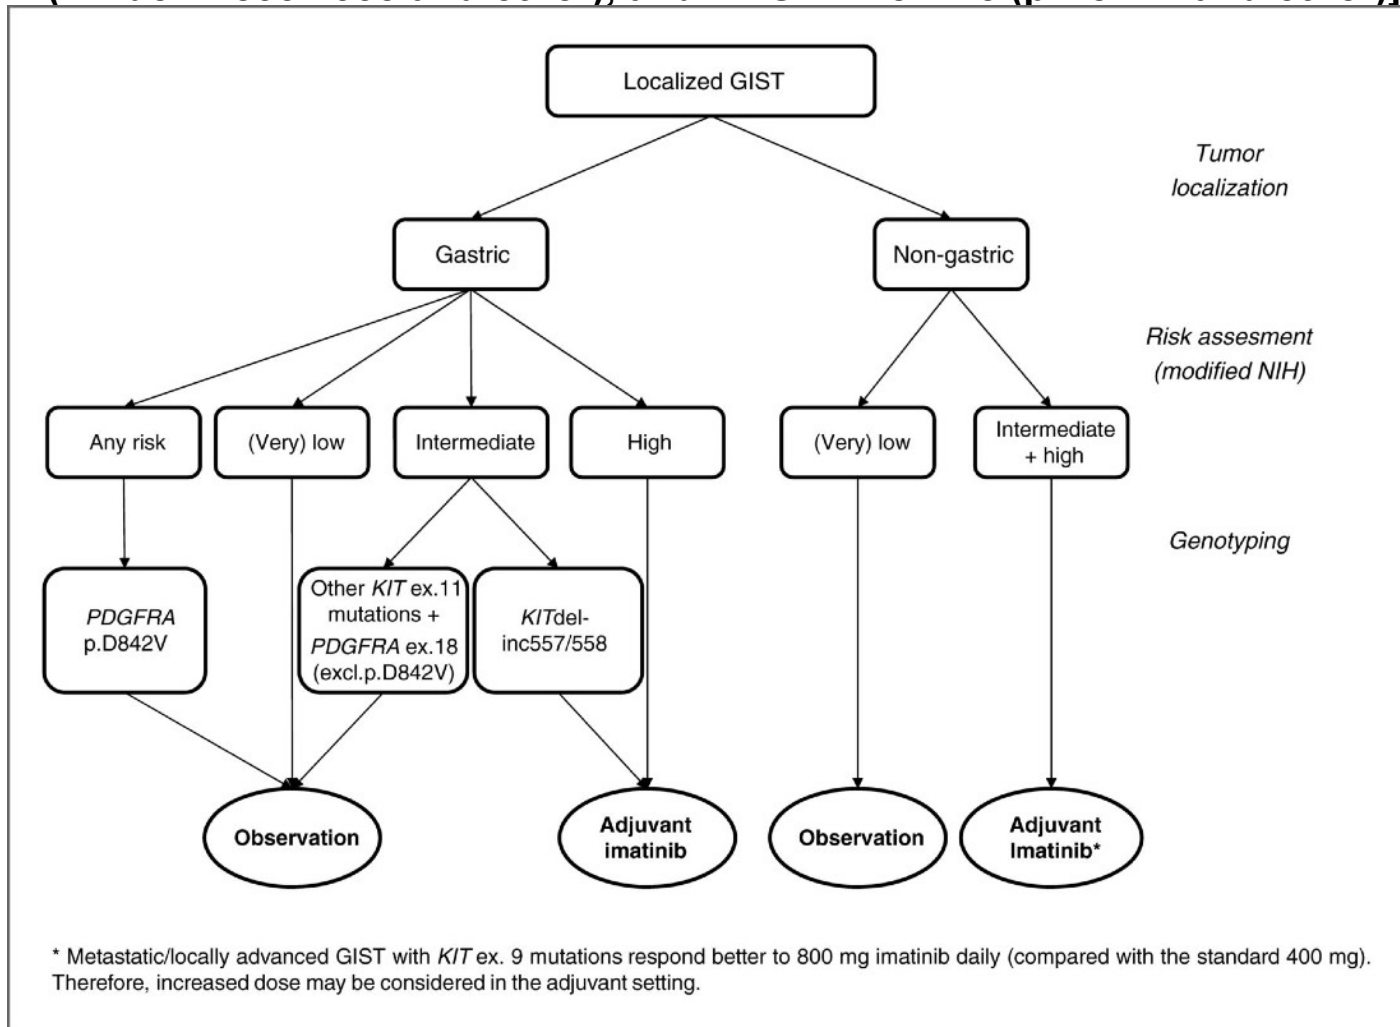 Localized GIST
Tumor
localization
Gastric
Non-gastric
Risk assesment
(modified NIH)
Any risk
(Very) low
Intermediate
High
(Very) low
Intermediate
+ high
Genotyping
PDGFRA
p.D842V
Other KIT ex.11
mutations +
PDGFRA ex.18
(excl.p.D842V)
KITdel-
inc557/558
Observation
Adjuvant
imatinib
Observation
Adjuvant
Imatinib*
* Metastatic/locally advanced GIST with KIT ex. 9 mutations respond better to 800 mg imatinib daily (compared with the standard 400 mg).
Therefore, increased dose may be considered in the adjuvant setting.